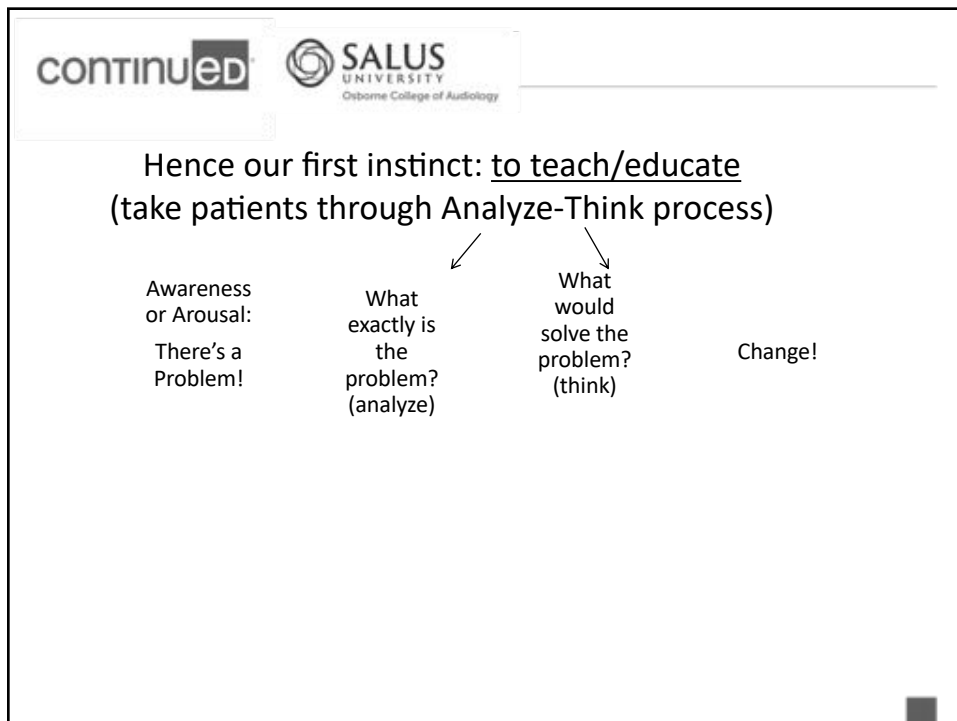 continued
SALUS
UNIVERSITY
Osborne College of Audiology
Hence our first instinct: to teach/educate
(take patients through Analyze-Think process)
Awareness
or Arousal:
There’s a
Problem!
What
exactly is
the
problem?
(analyze)
What
would
solve the
problem?
(think)
Change!